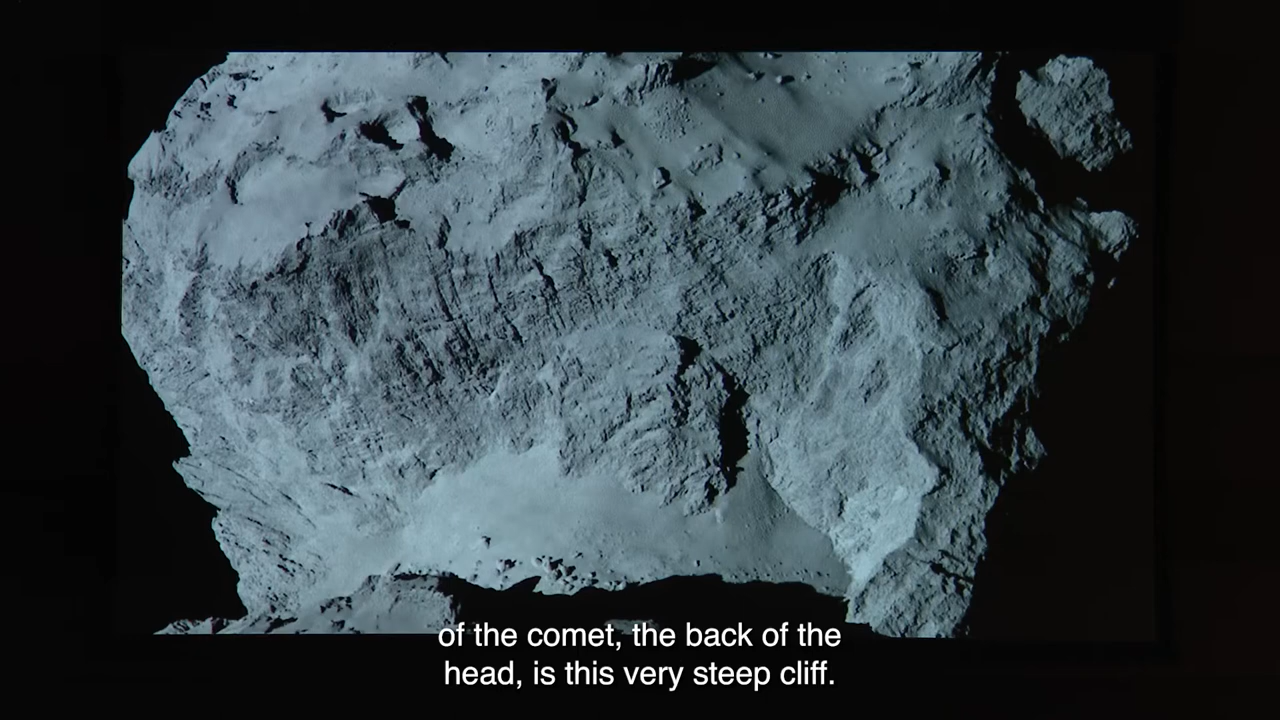 of the comet, the back of the
head, is this very steep cliff.